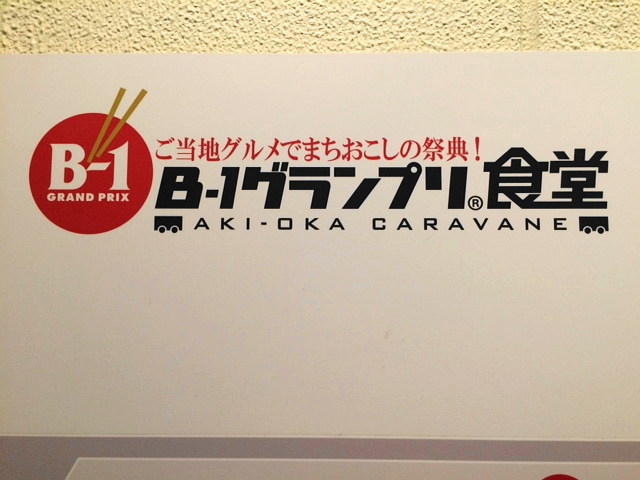 B-1
GRAND PRIX
ご当地グルメでまちおこしの祭典!
B-1グランプリ®食堂
AKI-OKA CARAVANE